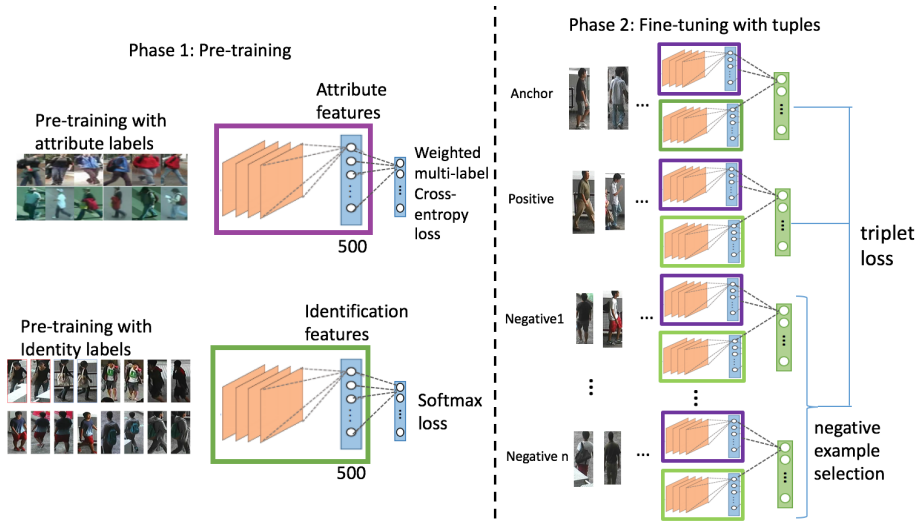 Phase 1: Pre-training
Pre-training with
attribute labels
Attribute
features
Weighted
multi-label
Cross-
entropy
loss
500
Pre-training with
Identity labels
Identification
features
Softmax
loss
500
Phase 2: Fine-tuning with tuples
Anchor
...
Positive
...
triplet
loss
Negative1
...
negative
example
selection
Negative n
...